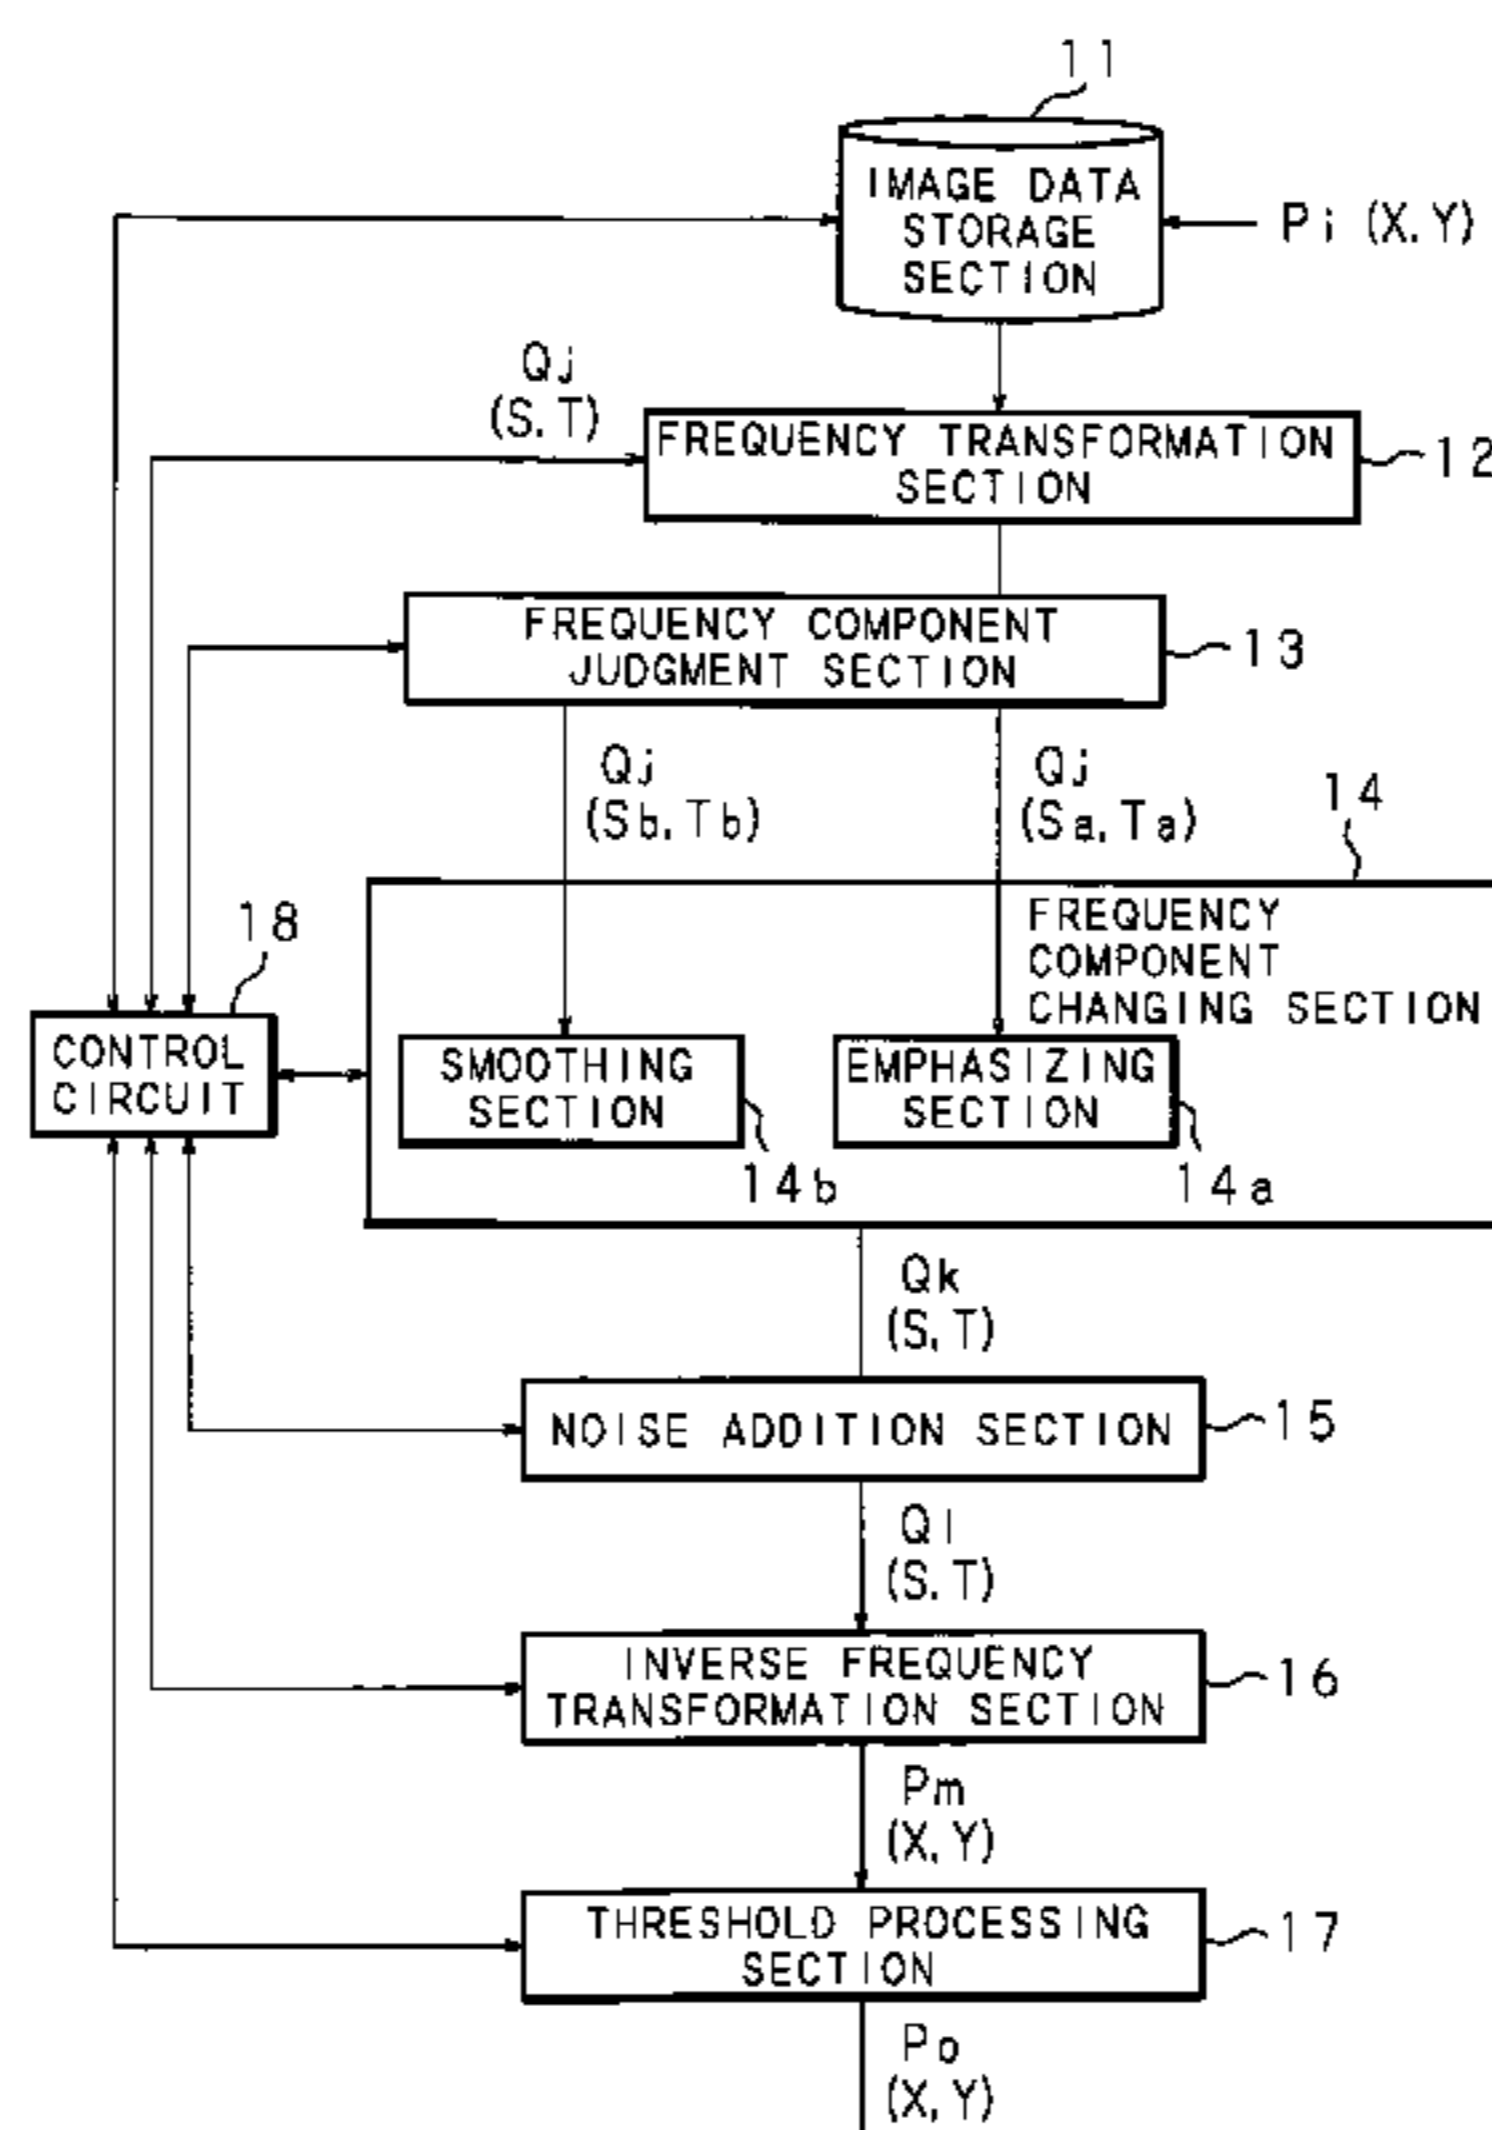 11
IMAGE DATA
STORAGE
SECTION
Pi (X, Y)
Qj
(S, T)
FREQUENCY TRANSFORMATION
SECTION
12
FREQUENCY COMPONENT
JUDGMENT SECTION
13
Qj
(Sb, Tb)
Qj
(Sa, Ta)
14
FREQUENCY
COMPONENT
CHANGING SECTION
18
CONTROL
CIRCUIT
SMOOTHING
SECTION
14b
EMPHASIZING
SECTION
14a
Qk
(S, T)
NOISE ADDITION SECTION
15
Ql
(S, T)
INVERSE FREQUENCY
TRANSFORMATION SECTION
16
Pm
(X, Y)
THRESHOLD PROCESSING
SECTION
17
Po
(X, Y)